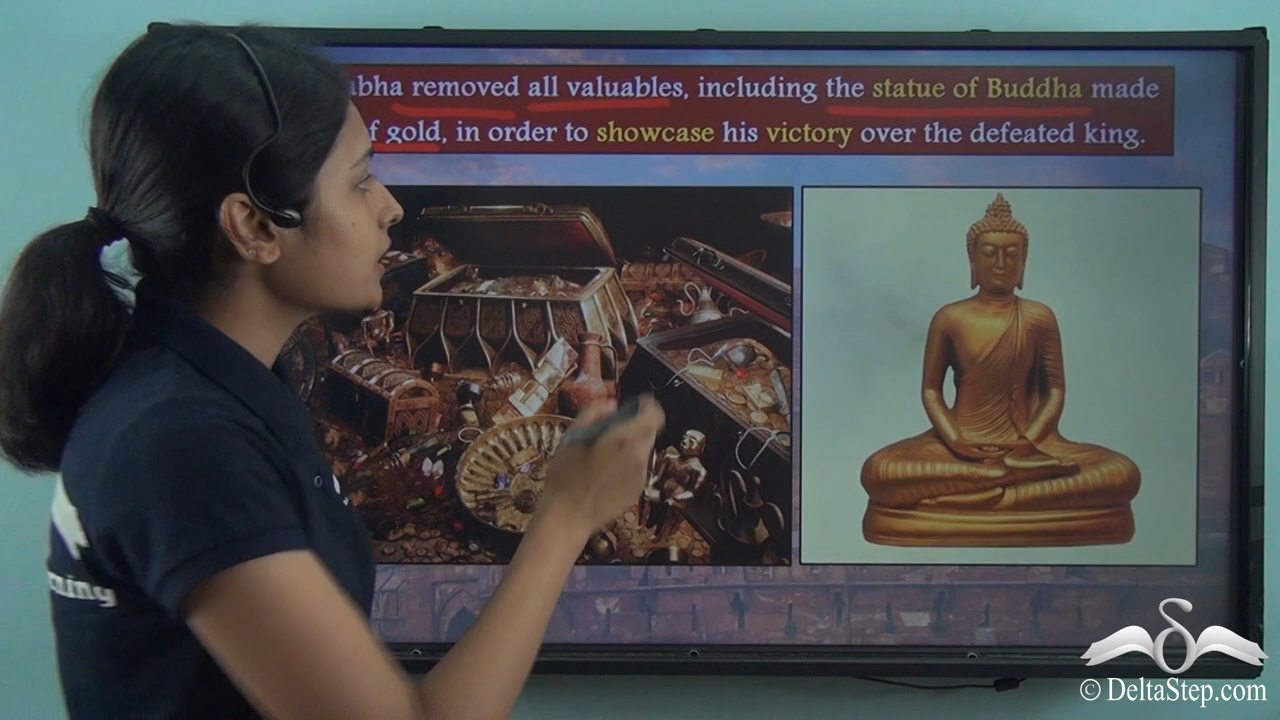 abha removed all valuables, including the statue of Buddha made
f gold, in order to showcase his victory over the defeated king.
© DeltaStep.com